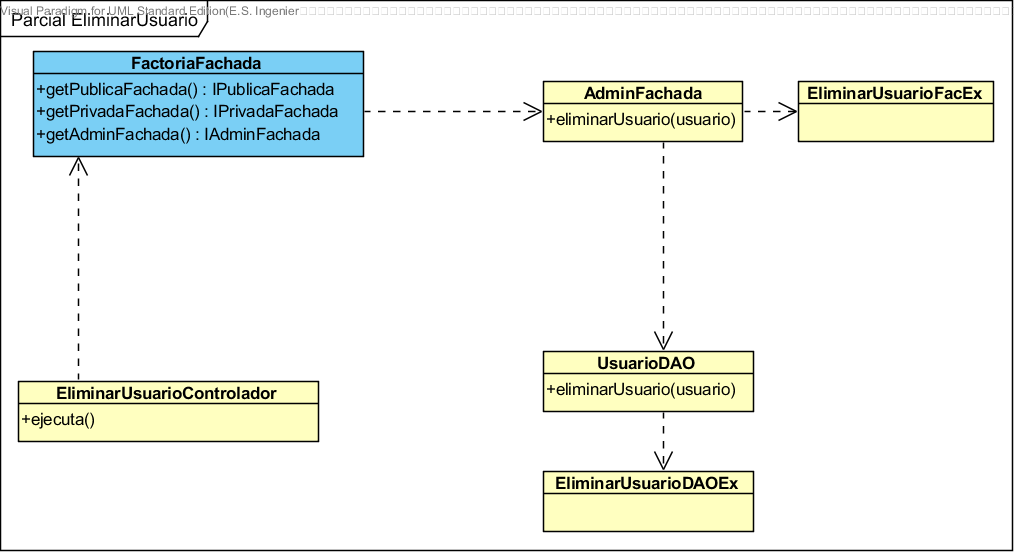 Visual Paradigm for UML Standard Edition(E.S. Ingenier
Parcial EliminarUsuario
FactoriaFachada
+getPublicaFachada() : IPublicaFachada
+getPrivadaFachada() : IPrivadaFachada
+getAdminFachada() : IAdminFachada
AdminFachada
+eliminarUsuario(usuario)
EliminarUsuarioFacEx
UsuarioDAO
+eliminarUsuario(usuario)
EliminarUsuarioControlador
+ejecuta()
EliminarUsuarioDAOEx